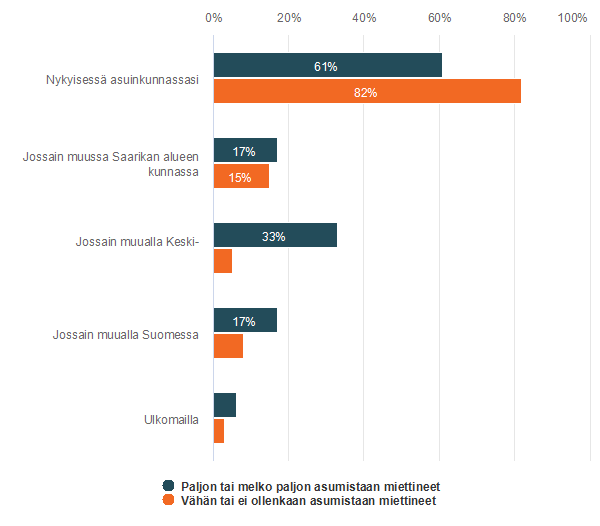 0% 20% 40% 60% 80% 100%
Nykyisessä asuinkunnassasi
61%
82%
Jossain muussa Saarikan alueen
kunnassa
17%
15%
Jossain muualla Keski-
33%
Jossain muualla Suomessa
17%
Ulkomailla
Paljon tai melko paljon asumistaan miettineet
Vähän tai ei ollenkaan asumistaan miettineet